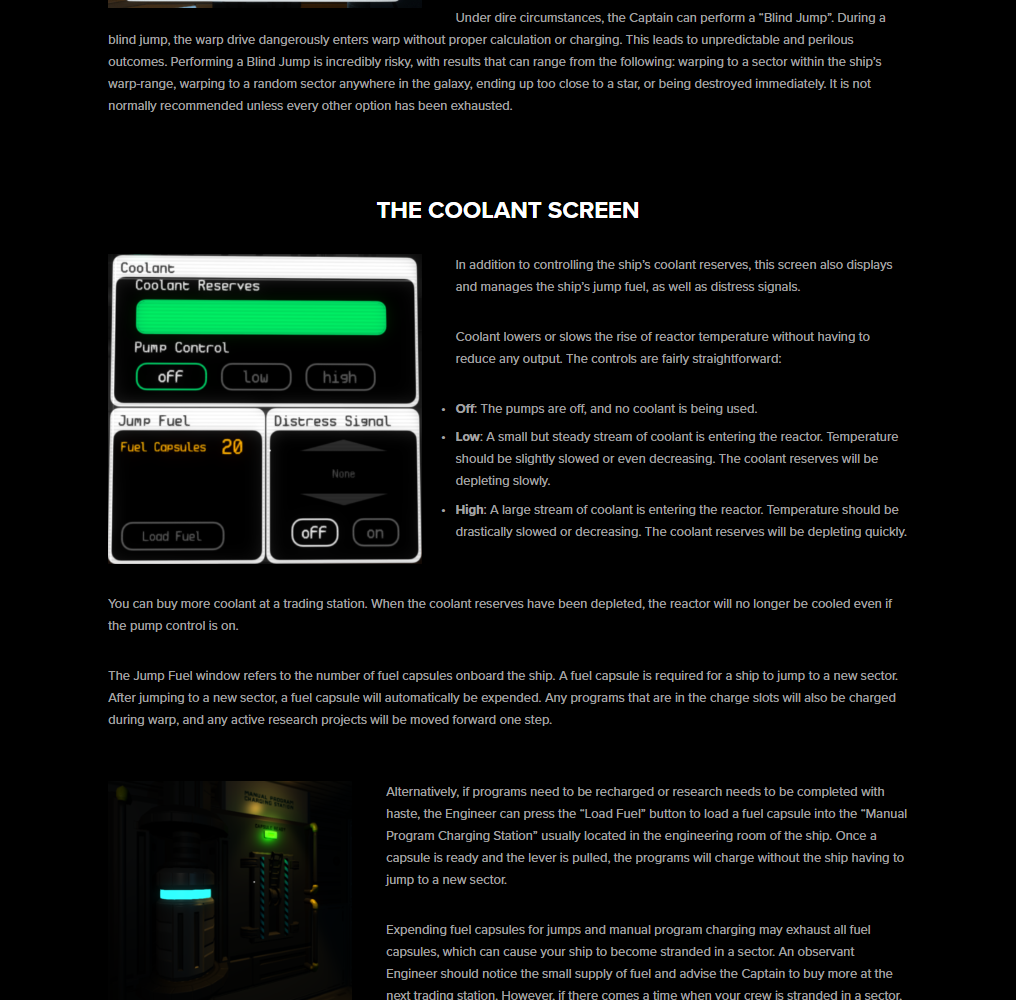 Under dire circumstances, the Captain can perform a “Blind Jump”. During a
blind jump, the warp drive dangerously enters warp without proper calculation or charging. This leads to unpredictable and perilous
outcomes. Performing a Blind Jump is incredibly risky, with results that can range from the following: warping to a sector within the ship’s
warp-range, warping to a random sector anywhere in the galaxy, ending up too close to a star, or being destroyed immediately. It is not
normally recommended unless every other option has been exhausted.
THE COOLANT SCREEN
Coolant
Coolant Reserves
Pump Control
off low high
Jump Fuel
Fuel Capsules 20
Load Fuel
Distress Signal
None
off on
In addition to controlling the ship’s coolant reserves, this screen also displays
and manages the ship’s jump fuel, as well as distress signals.
Coolant lowers or slows the rise of reactor temperature without having to
reduce any output. The controls are fairly straightforward:
• Off: The pumps are off, and no coolant is being used.
• Low: A small but steady stream of coolant is entering the reactor. Temperature
should be slightly slowed or even decreasing. The coolant reserves will be
depleting slowly.
• High: A large stream of coolant is entering the reactor. Temperature should be
drastically slowed or decreasing. The coolant reserves will be depleting quickly.
You can buy more coolant at a trading station. When the coolant reserves have been depleted, the reactor will no longer be cooled even if
the pump control is on.
The Jump Fuel window refers to the number of fuel capsules onboard the ship. A fuel capsule is required for a ship to jump to a new sector.
After jumping to a new sector, a fuel capsule will automatically be expended. Any programs that are in the charge slots will also be charged
during warp, and any active research projects will be moved forward one step.
MANUAL PROGRAM
CHARGING STATION
Alternatively, if programs need to be recharged or research needs to be completed with
haste, the Engineer can press the “Load Fuel” button to load a fuel capsule into the “Manual
Program Charging Station” usually located in the engineering room of the ship. Once a
capsule is ready and the lever is pulled, the programs will charge without the ship having to
jump to a new sector.
Expending fuel capsules for jumps and manual program charging may exhaust all fuel
capsules, which can cause your ship to become stranded in a sector. An observant
Engineer should notice the small supply of fuel and advise the Captain to buy more at the
next trading station. However, if there comes a time when your crew is stranded in a sector,